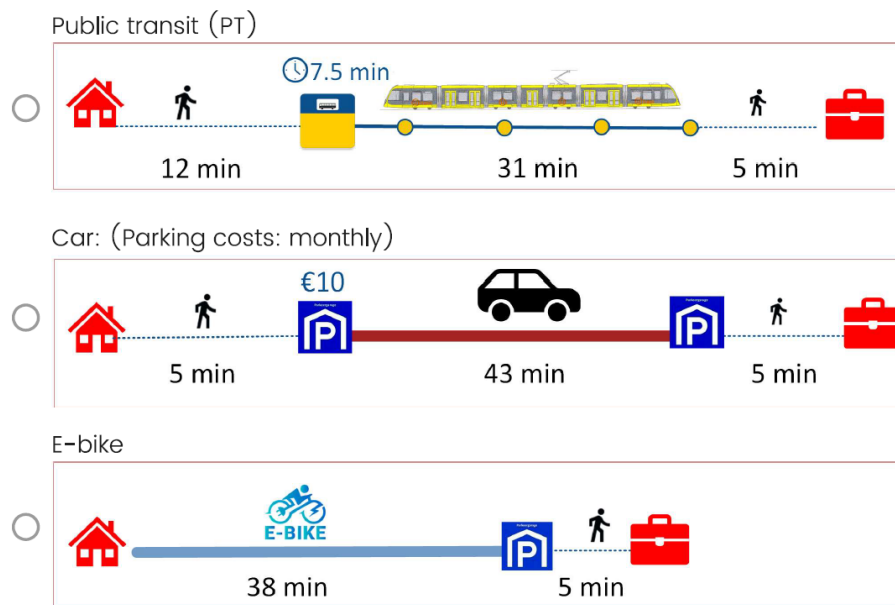 Public transit (PT)
7.5 min
12 min
31 min
5 min
Car: (Parking costs: monthly)
€10
P
P
5 min
43 min
5 min
E-bike
E-BIKE
P
38 min
5 min